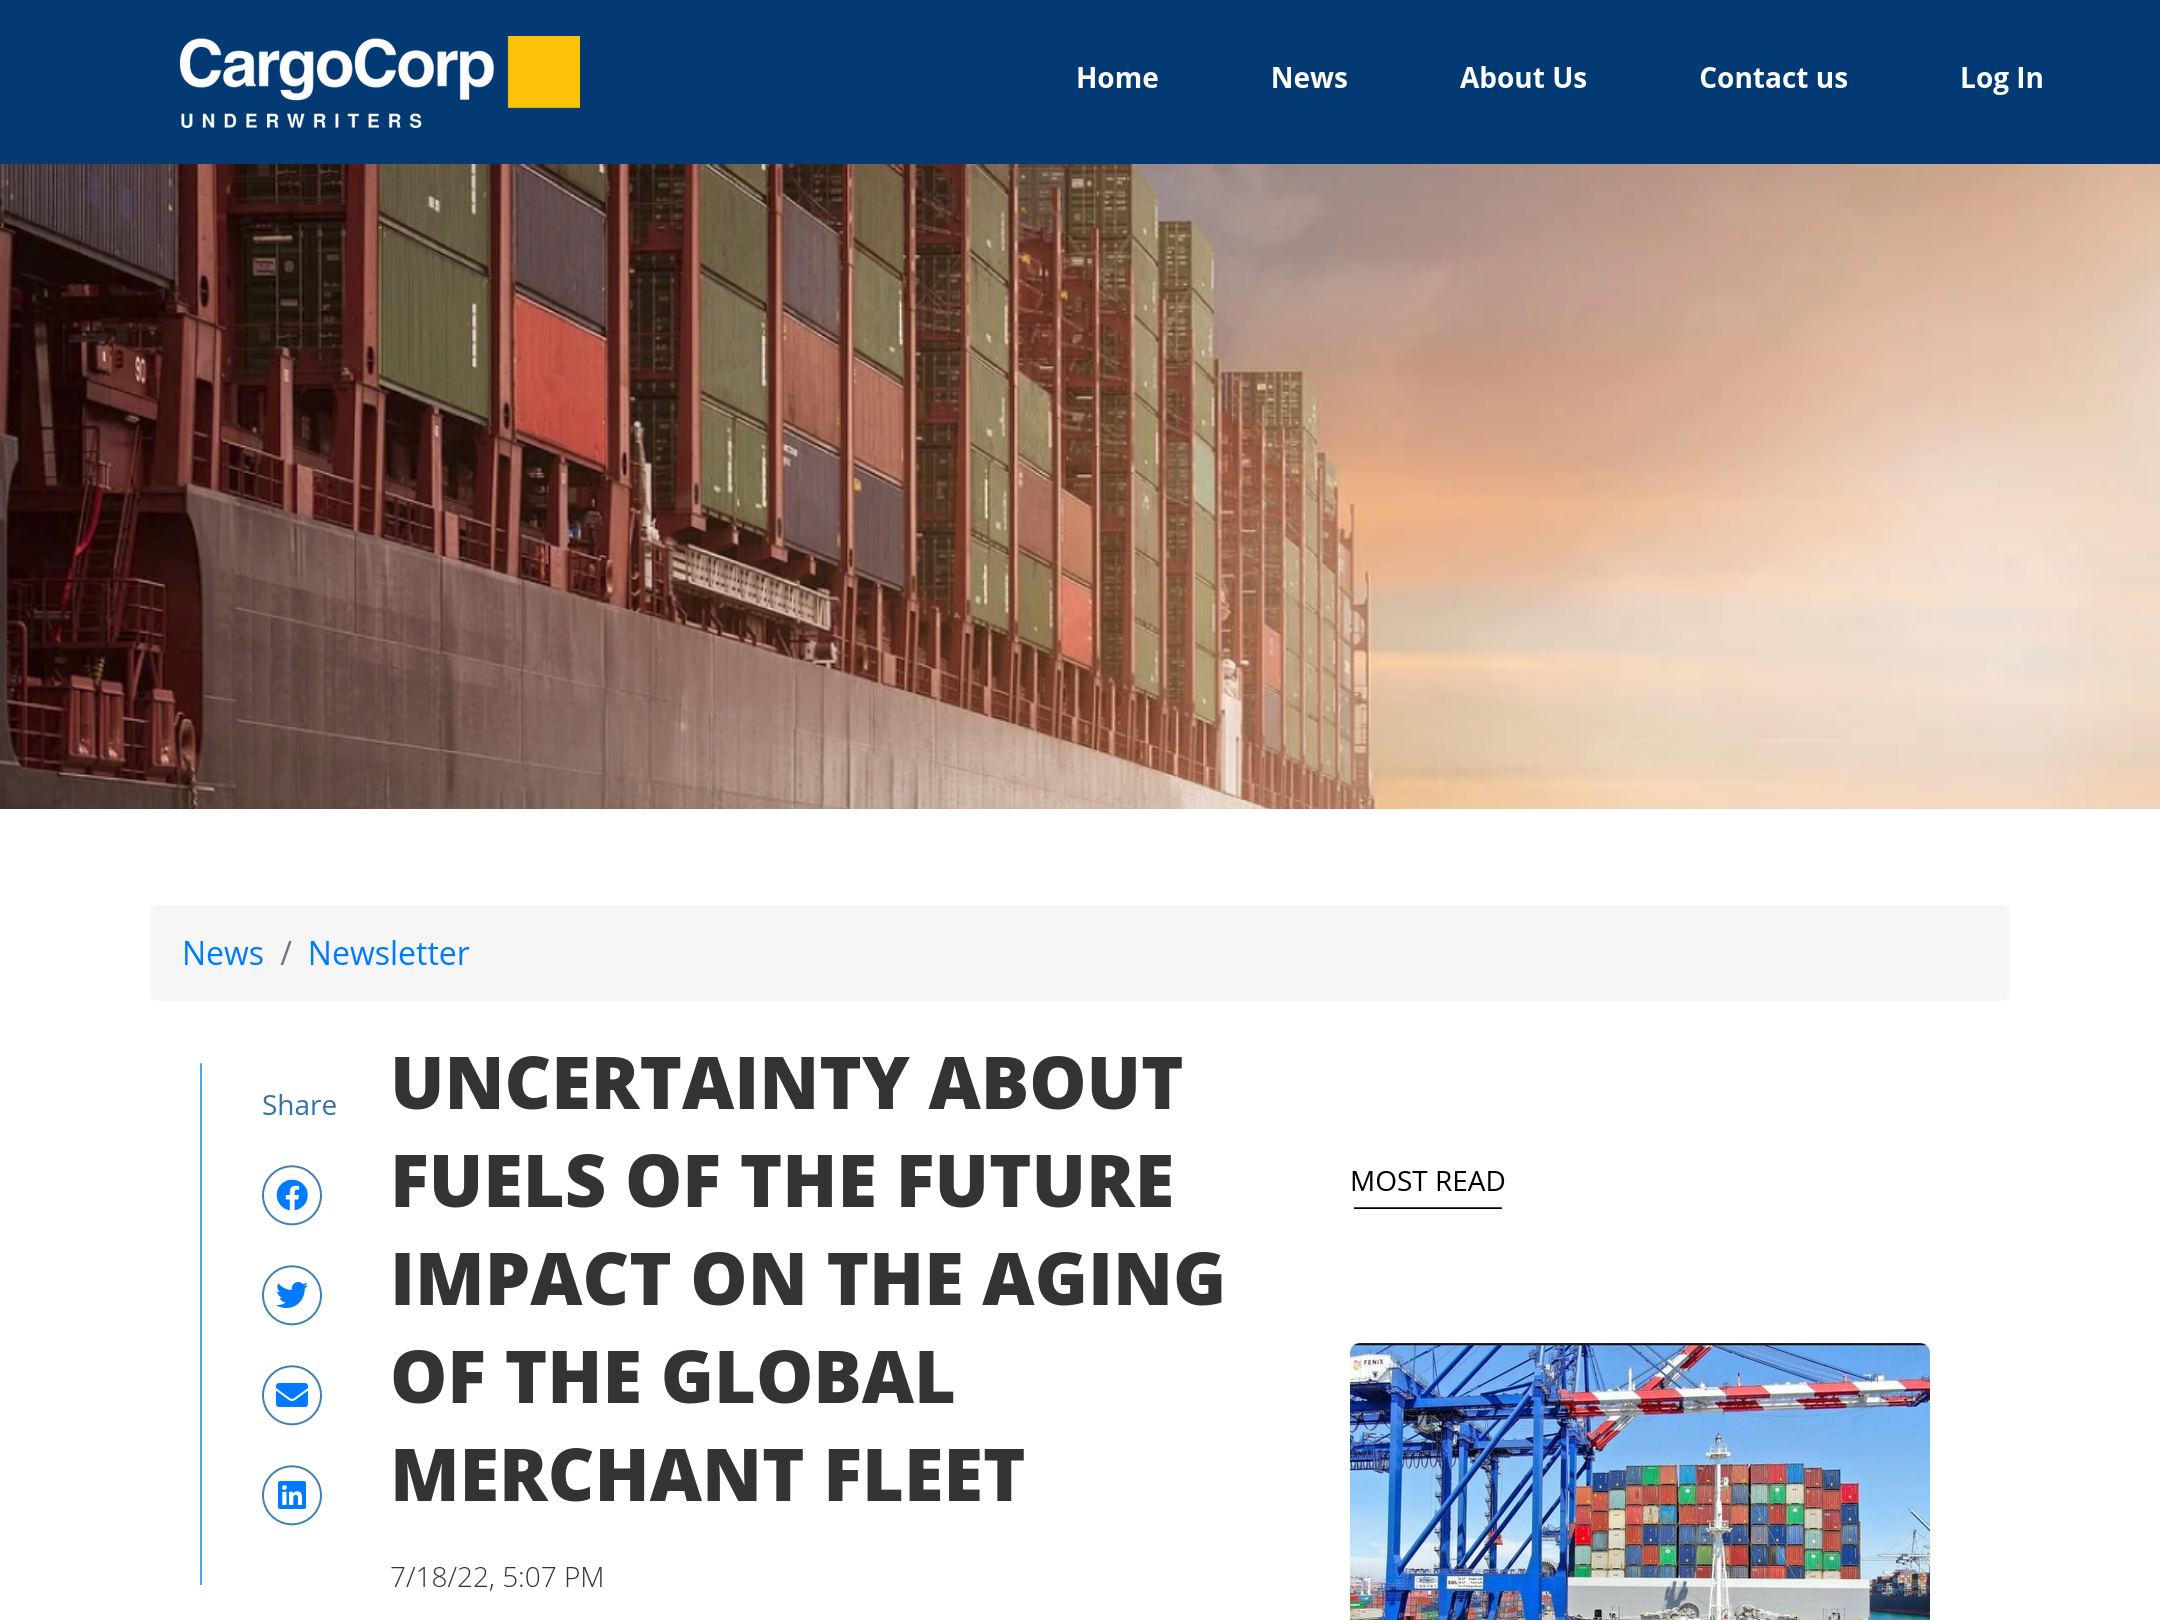 CargoCorp
UNDERWRITERS
Home
News
About Us
Contact us
Log In
90
News / Newsletter
Share
UNCERTAINTY ABOUT
FUELS OF THE FUTURE
IMPACT ON THE AGING
OF THE GLOBAL
MERCHANT FLEET
7/18/22, 5:07 PM
MOST READ
FENIX